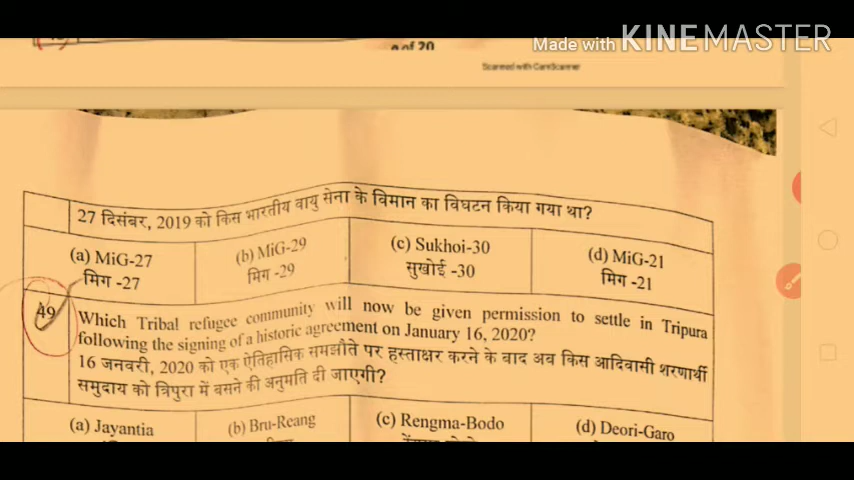 of 20
Made with KINEMASTER
Scanned with CamScanner
27 दिसंबर, 2019 को किस भारतीय वायु सेना के विमान का विघटन किया गया था?
(a) MiG-27 (b) MiG-29 (c) Sukhoi-30 (d) MiG-21
मिग -27 मिग -29 सुखोई -30 मिग -21
49 Which Tribal refugee community will now be given permission to settle in Tripura
following the signing of a historic agreement on January 16, 2020?
16 जनवरी, 2020 को एक ऐतिहासिक समझौते पर हस्ताक्षर करने के बाद अब किस आदिवासी शरणार्थी
समुदाय को त्रिपुरा में बसने की अनुमति दी जाएगी?
(a) Jayantia (b) Bru-Reang (c) Rengma-Bodo (d) Deori-Garo